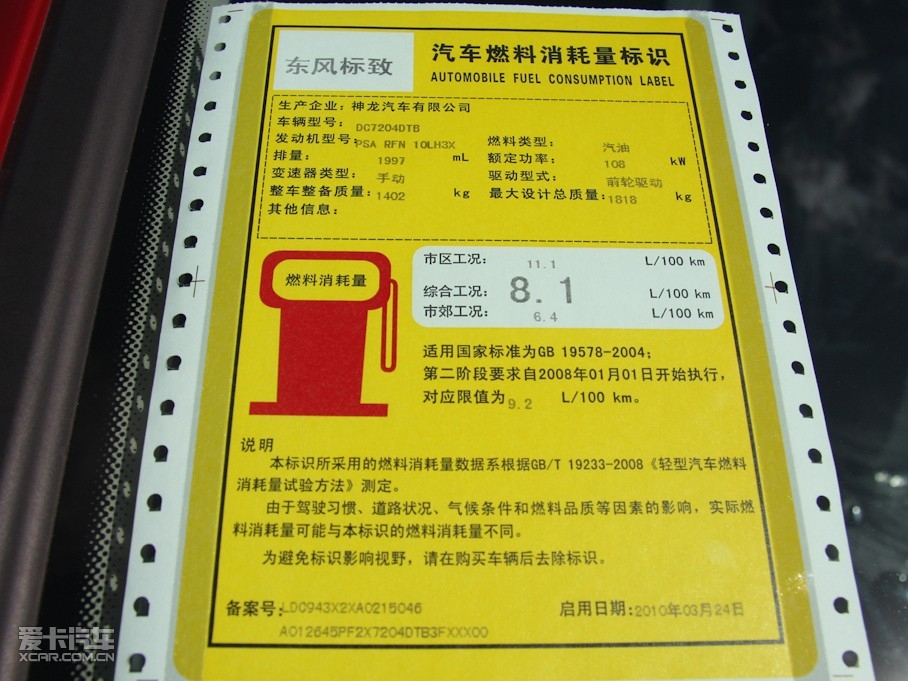 东风标致
汽车燃料消耗量标识
AUTOMOBILE FUEL CONSUMPTION LABEL
生产企业：神龙汽车有限公司
车辆型号：DC7204DTB
发动机型号：PSA RFN 10LH3X 燃料类型： 汽油
排量： 1997 mL 额定功率： 108 kW
变速器类型： 手动 驱动型式： 前轮驱动
整车整备质量：1402 kg 最大设计总质量：1818 kg
其他信息：
燃料消耗量
市区工况： 11.1 L/100 km
综合工况： 8.1 L/100 km
市郊工况： 6.4 L/100 km
适用国家标准为GB 19578-2004；
第二阶段要求自2008年01月01日开始执行，
对应限值为9.2 L/100 km。
说明
本标识所采用的燃料消耗量数据系根据GB/T 19233-2008《轻型汽车燃料
消耗量试验方法》测定。
由于驾驶习惯、道路状况、气候条件和燃料品质等因素的影响，实际燃
料消耗量可能与本标识的燃料消耗量不同。
为避免标识影响视野，请在购买车辆后去除标识。
备案号：LDC943X2XA0215046 启用日期：2010年03月24日
A012645PF2X7204DTB3FXXX00
爱卡汽车
XCAR.COM.CN